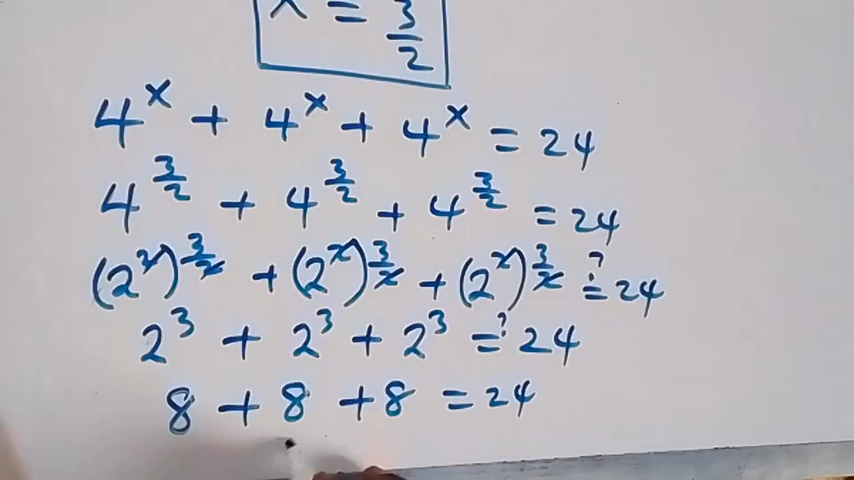 x = 3/2
4^x + 4^x + 4^x = 24
4^(3/2) + 4^(3/2) + 4^(3/2) = 24
(2^2)^(3/2) + (2^2)^(3/2) + (2^2)^(3/2) =? 24
2^3 + 2^3 + 2^3 =? 24
8 + 8 + 8 = 24